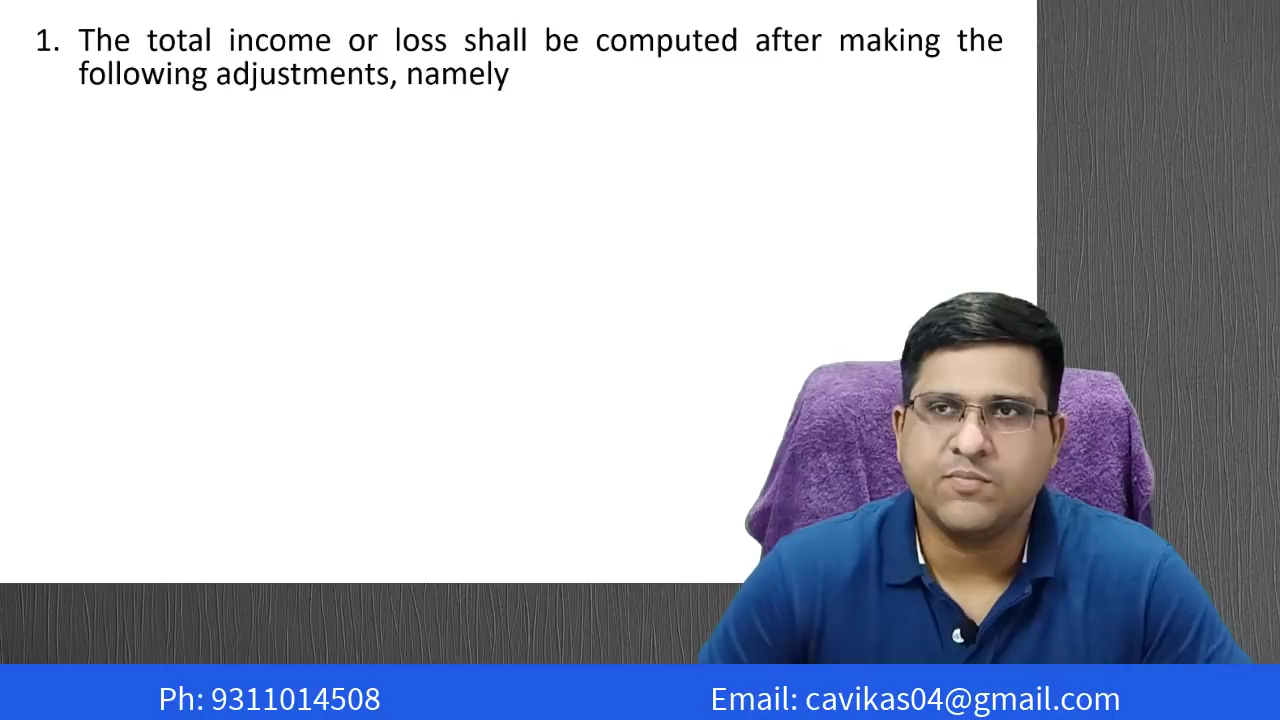 1. The total income or loss shall be computed after making the
following adjustments, namely
Ph: 9311014508
Email: cavikas04@gmail.com